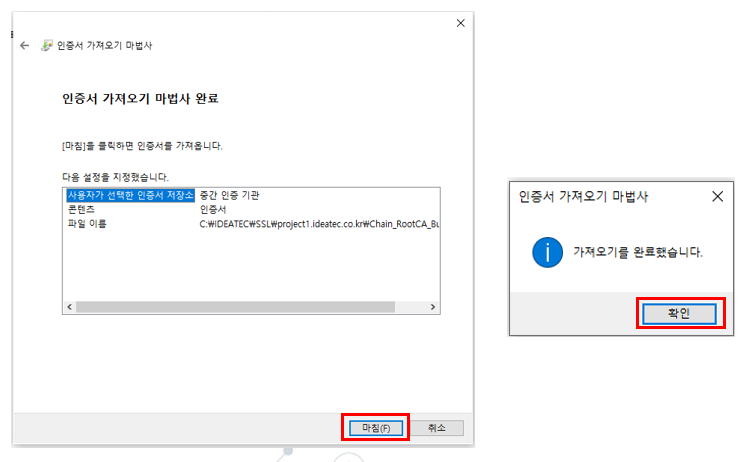 인증서 가져오기 마법사
인증서 가져오기 마법사 완료
[마침]을 클릭하면 인증서를 가져옵니다.
다음 설정을 지정했습니다.
사용자가 선택한 인증서 저장소 중간 인증 기관
콘텐츠 인증서
파일 이름 C:₩IDEATEC₩SSL₩project1.ideatec.co.kr₩Chain_RootCA_Bu
마침(F) 취소
인증서 가져오기 마법사
가져오기를 완료했습니다.
확인